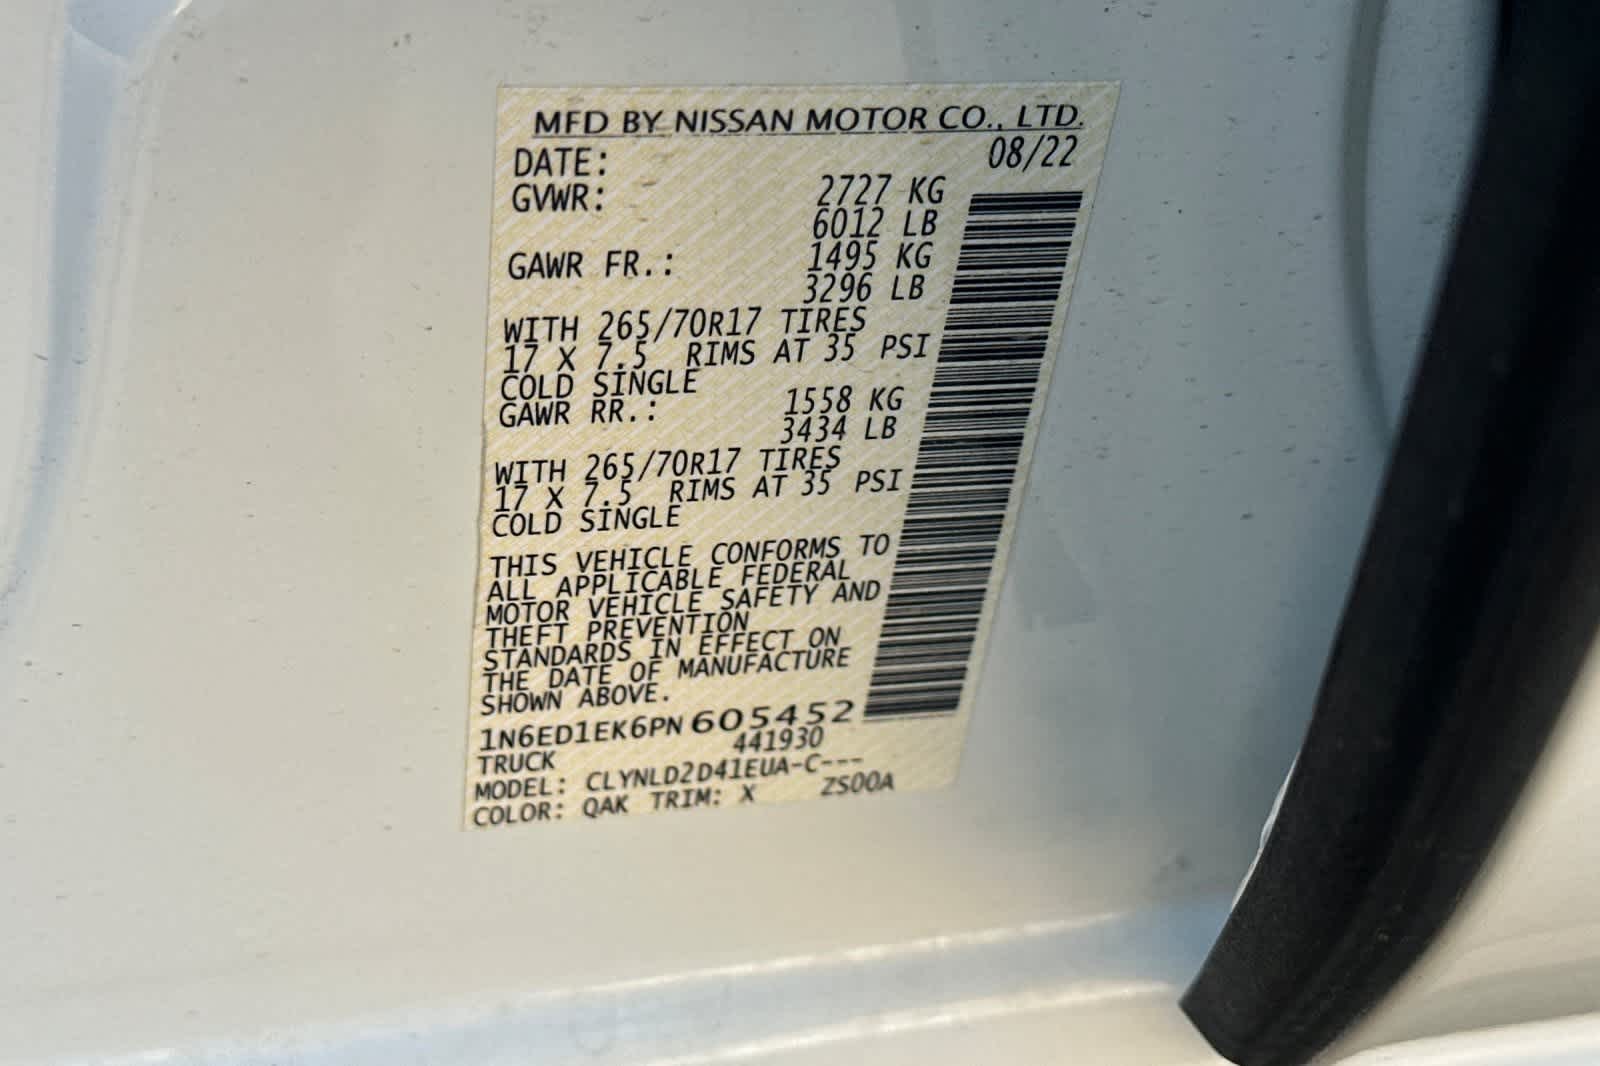 MFD BY NISSAN MOTOR CO., LTD.
DATE: 08/22
GVWR: 2727 KG
6012 LB
GAWR FR.: 1495 KG
3296 LB
WITH 265/70R17 TIRES
17 X 7.5 RIMS AT 35 PSI
COLD SINGLE
GAWR RR.: 1558 KG
3434 LB
WITH 265/70R17 TIRES
17 X 7.5 RIMS AT 35 PSI
COLD SINGLE
THIS VEHICLE CONFORMS TO
ALL APPLICABLE FEDERAL
MOTOR VEHICLE SAFETY AND
THEFT PREVENTION
STANDARDS IN EFFECT ON
THE DATE OF MANUFACTURE
SHOWN ABOVE.
1N6ED1EK6PN 605452
TRUCK 441930
MODEL: CLYNLD2D41EUA-C---
COLOR: QAK TRIM: X ZS00A